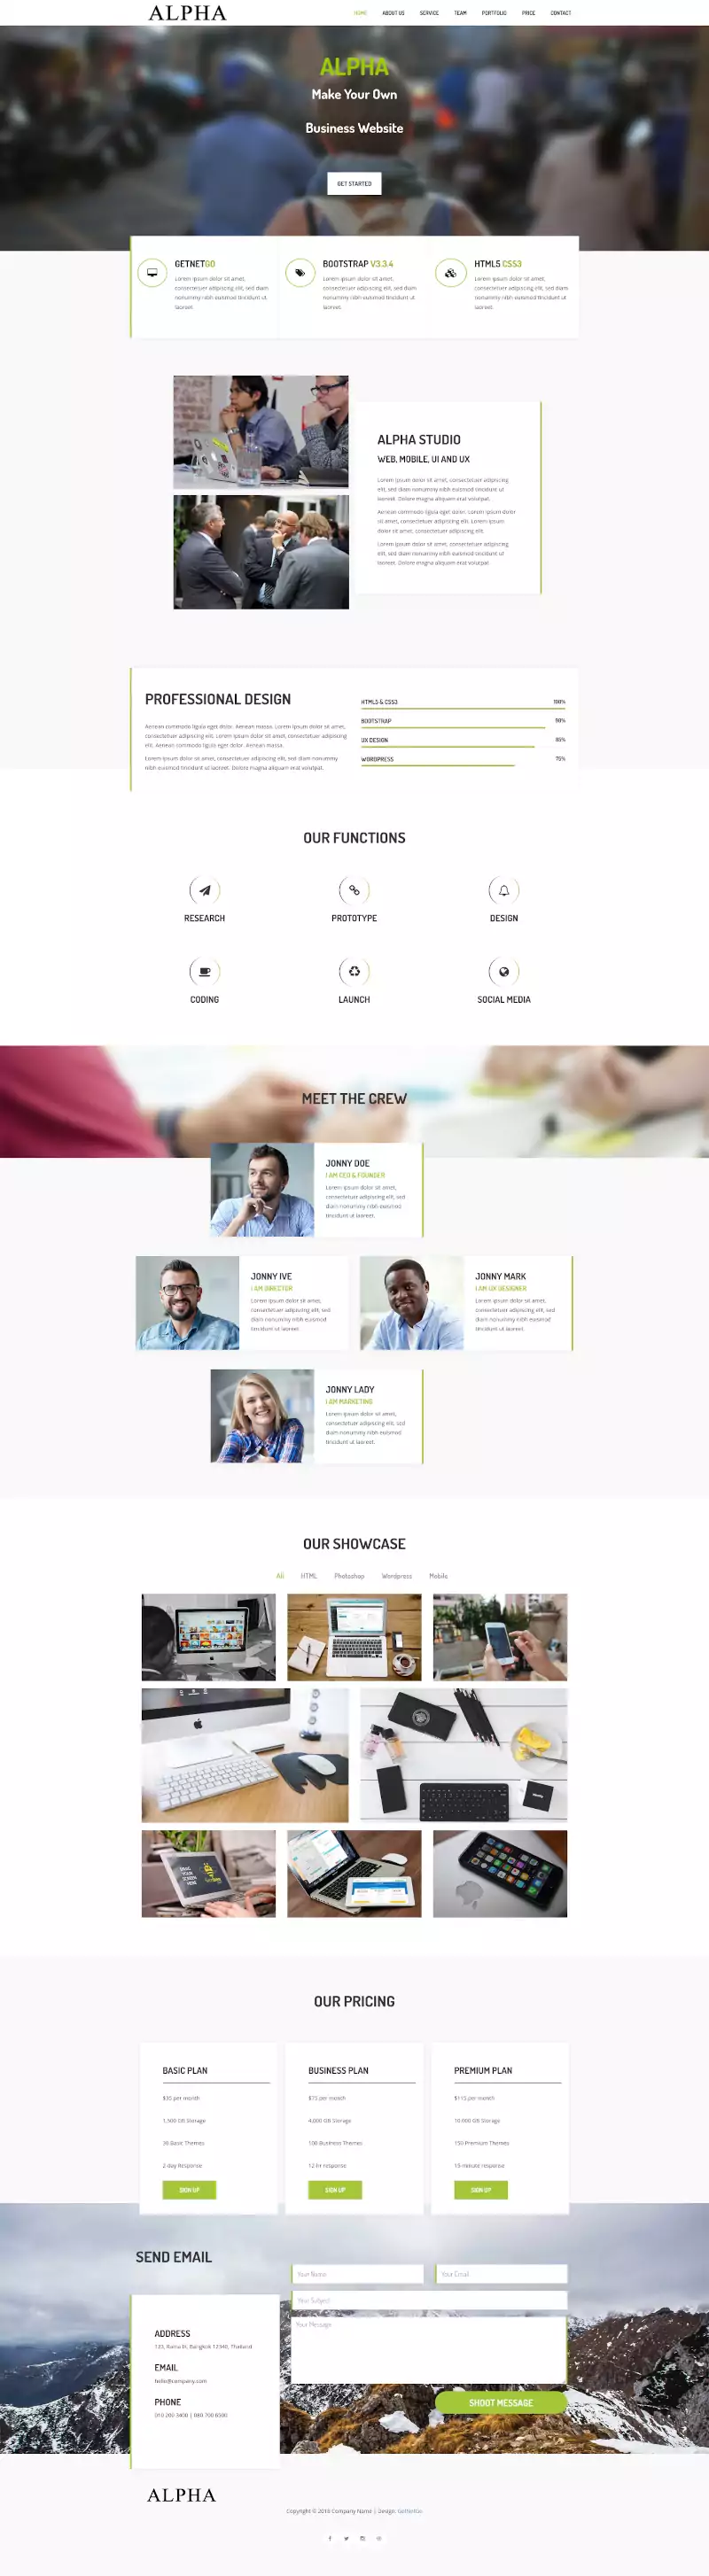 ALPHA
HOME ABOUT US SERVICE TEAM PORTFOLIO PRICE CONTACT
ALPHA
Make Your Own
Business Website
GET STARTED
GETNETGO
Lorem ipsum dolor sit amet,
consectetuer adipiscing elit, sed diam
nonummy nibh euismod tincidunt ut
laoreet.
BOOTSTRAP V3.3.4
Lorem ipsum dolor sit amet,
consectetuer adipiscing elit, sed diam
nonummy nibh euismod tincidunt ut
laoreet.
HTML5 CSS3
Lorem ipsum dolor sit amet,
consectetuer adipiscing elit, sed diam
nonummy nibh euismod tincidunt ut
laoreet.
ALPHA STUDIO
WEB, MOBILE, UI AND UX
Lorem ipsum dolor sit amet, consectetuer adipiscing
elit, sed diam nonummy nibh euismod tincidunt ut
laoreet. Dolore magna aliquam erat volutpat.
Aenean commodo ligula eget dolor. Lorem ipsum dolor
sit amet, consectetuer adipiscing elit. Lorem ipsum
dolor sit amet, consectetuer adipiscing elit.
Lorem ipsum dolor sit amet, consectetuer adipiscing
elit, sed diam nonummy nibh euismod tincidunt ut
laoreet. Dolore magna aliquam erat volutpat.
PROFESSIONAL DESIGN
Aenean commodo ligula eget dolor. Aenean massa. Lorem ipsum dolor sit amet,
consectetuer adipiscing elit. Lorem ipsum dolor sit amet, consectetuer adipiscing
elit. Aenean commodo ligula eget dolor. Aenean massa.
Lorem ipsum dolor sit amet, consectetuer adipiscing elit, sed diam nonummy
nibh euismod tincidunt ut laoreet. Dolore magna aliquam erat volutpat.
HTML5 & CSS3 100%
BOOTSTRAP 90%
UX DESIGN 85%
WORDPRESS 75%
OUR FUNCTIONS
RESEARCH PROTOTYPE DESIGN
CODING LAUNCH SOCIAL MEDIA
MEET THE CREW
JONNY DOE
I AM CEO & FOUNDER
Lorem ipsum dolor sit amet,
consectetuer adipiscing elit, sed
diam nonummy nibh euismod
tincidunt ut laoreet.
JONNY IVE
I AM DIRECTOR
Lorem ipsum dolor sit amet,
consectetuer adipiscing elit, sed
diam nonummy nibh euismod
tincidunt ut laoreet.
JONNY MARK
I AM UX DESIGNER
Lorem ipsum dolor sit amet,
consectetuer adipiscing elit, sed
diam nonummy nibh euismod
tincidunt ut laoreet.
JONNY LADY
I AM MARKETING
Lorem ipsum dolor sit amet,
consectetuer adipiscing elit, sed
diam nonummy nibh euismod
tincidunt ut laoreet.
OUR SHOWCASE
All HTML Photoshop Wordpress Mobile
DRAG
YOUR
SCREEN
HERE
OUR PRICING
BASIC PLAN
$30 per month
1,500 GB Storage
Basic Themes
2-day Response
SIGN UP
BUSINESS PLAN
$75 per month
4,000 GB Storage
Business Themes
12-hr response
SIGN UP
PREMIUM PLAN
$115 per month
10,000 GB Storage
150 Premium Themes
response
SIGN UP
SEND EMAIL
Your Name
Your Email
Your Subject
Your Message
SHOOT MESSAGE
ADDRESS
Rama IX, Bangkok Thailand
EMAIL
hello@company.com
PHONE
010 200 3400 | 080 700 6500
ALPHA
Copyright © 2018 Company Name | Design: GetNetGo